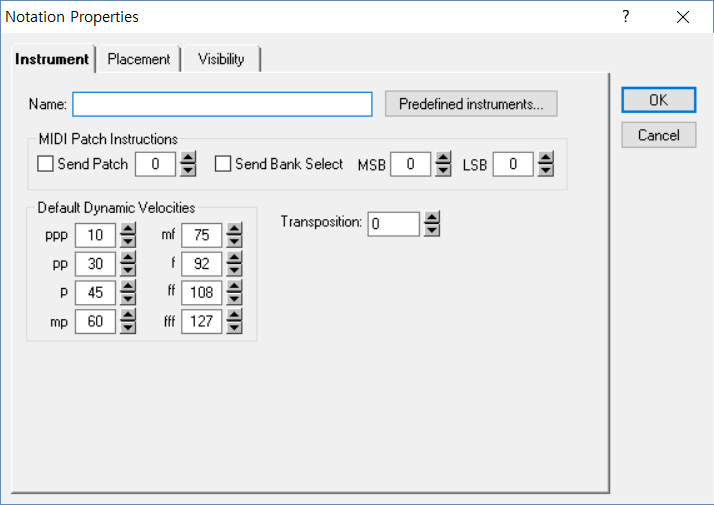 Notation Properties ?
Instrument Placement Visibility
Name: Predefined instruments... OK
Cancel
MIDI Patch Instructions
Send Patch 0 Send Bank Select MSB 0 LSB 0
Default Dynamic Velocities
Transposition: 0
ppp 10 mf 75
pp 30 f 92
p 45 ff 108
mp 60 fff 127